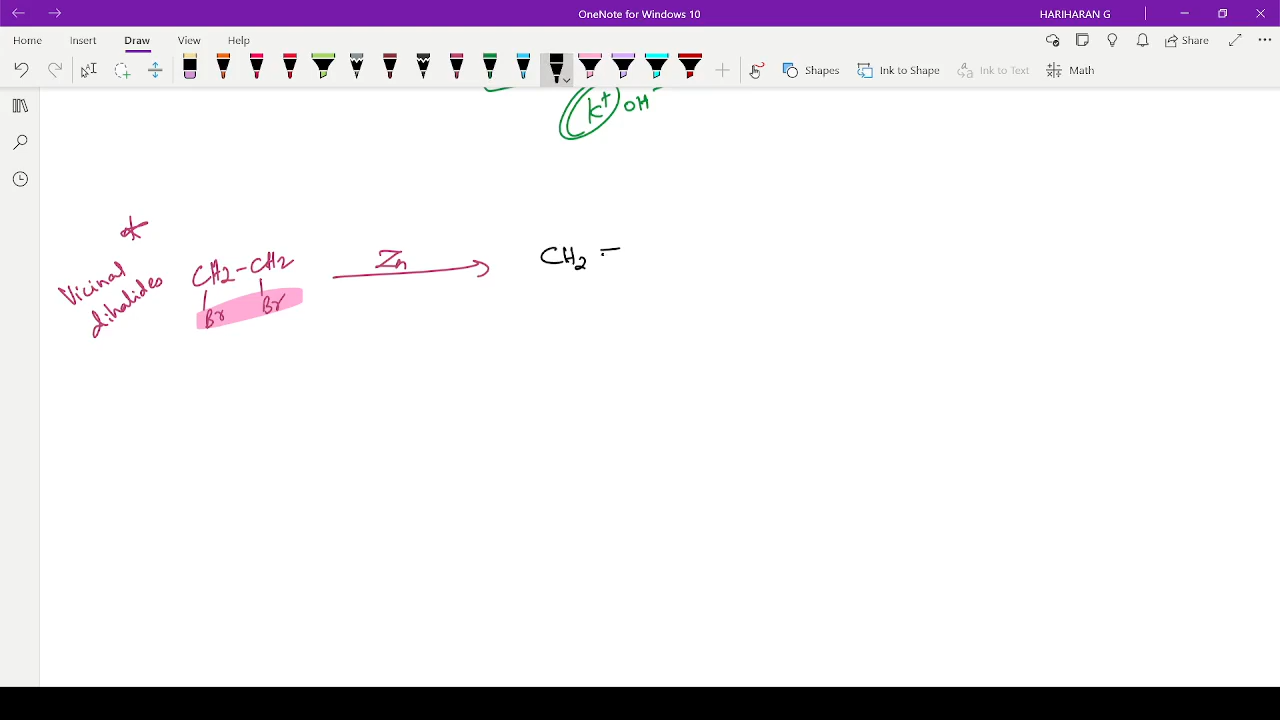 OneNote for Windows 10
HARIHARAN G
Home Insert Draw View Help
Share
Shapes Ink to Shape Ink to Text Math
K+ OH-
Vicinal
dihalides
CH2-CH2
Br Br
Zn
CH2 =